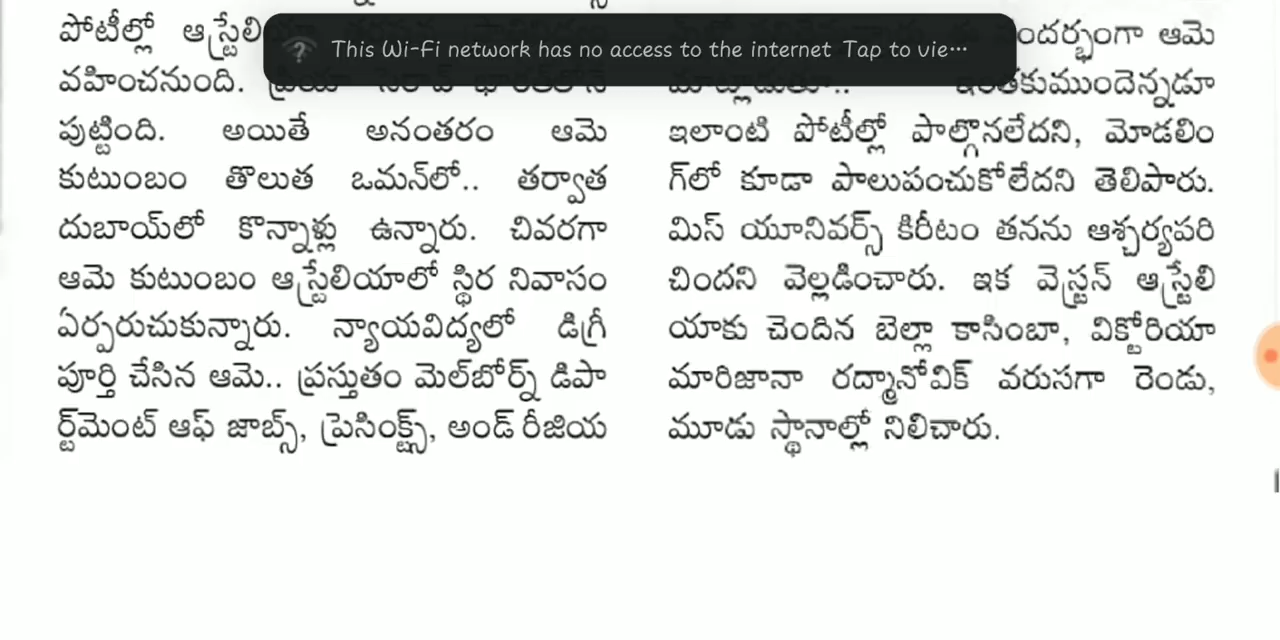 This Wi-Fi network has no access to the internet Tap to vie…
పోటీల్లో
వహించనుంది.
పుట్టింది. అయితే అనంతరం ఆమె
కుటుంబం తొలుత ఒమన్‌లో.. తర్వాత
దుబాయ్‌లో కొన్నాళ్లు ఉన్నారు. చివరగా
ఆమె కుటుంబం ఆస్ట్రేలియాలో స్థిర నివాసం
ఏర్పరుచుకున్నారు. న్యాయవిద్యలో డిగ్రీ
పూర్తి చేసిన ఆమె.. ప్రస్తుతం మెల్‌బోర్న్ డిపా
ర్ట్‌మెంట్ ఆఫ్ జాబ్స్, ప్రెసింక్ట్స్, అండ్ రీజియ
ఆమె
ఇంతకుముందెన్నడూ
ఇలాంటి పోటీల్లో పాల్గొనలేదని, మోడలిం
గ్‌లో కూడా పాలుపంచుకోలేదని తెలిపారు.
మిస్ యూనివర్స్ కిరీటం తనను ఆశ్చర్యపరి
చిందని వెల్లడించారు. ఇక వెస్ట్రన్ ఆస్ట్రేలి
యాకు చెందిన బెల్లా కాసింబా, విక్టోరియా
మారిజానా రద్మానోవిక్ వరుసగా రెండు,
మూడు స్థానాల్లో నిలిచారు.